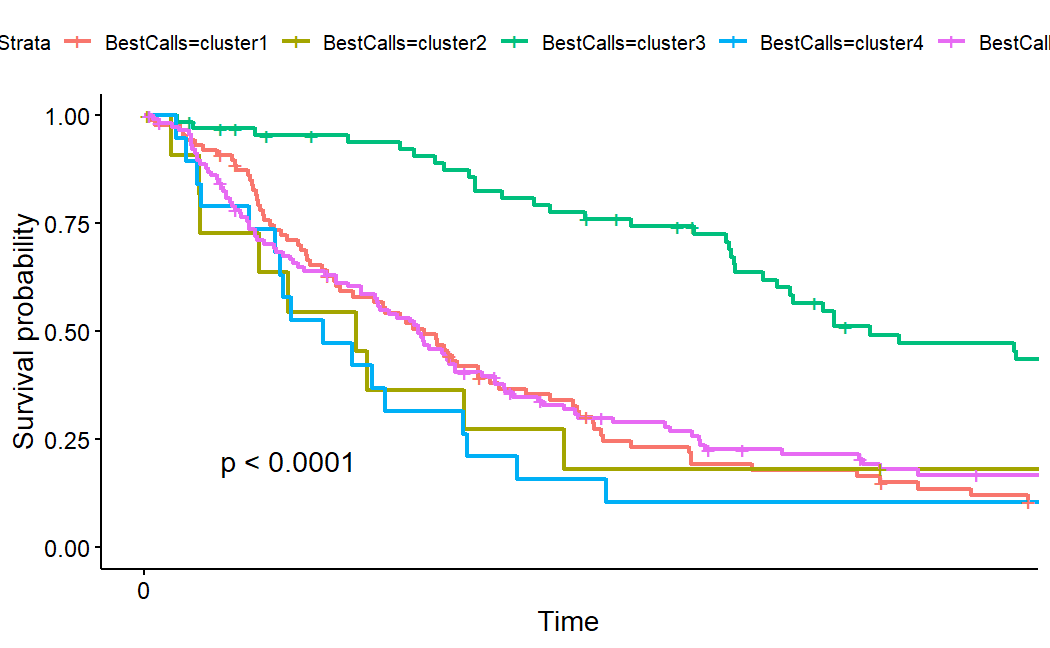 Strata BestCalls=cluster1 BestCalls=cluster2 BestCalls=cluster3 BestCalls=cluster4 BestCall
1.00
0.75
0.50
0.25
0.00
Survival probability
p < 0.0001
0
Time